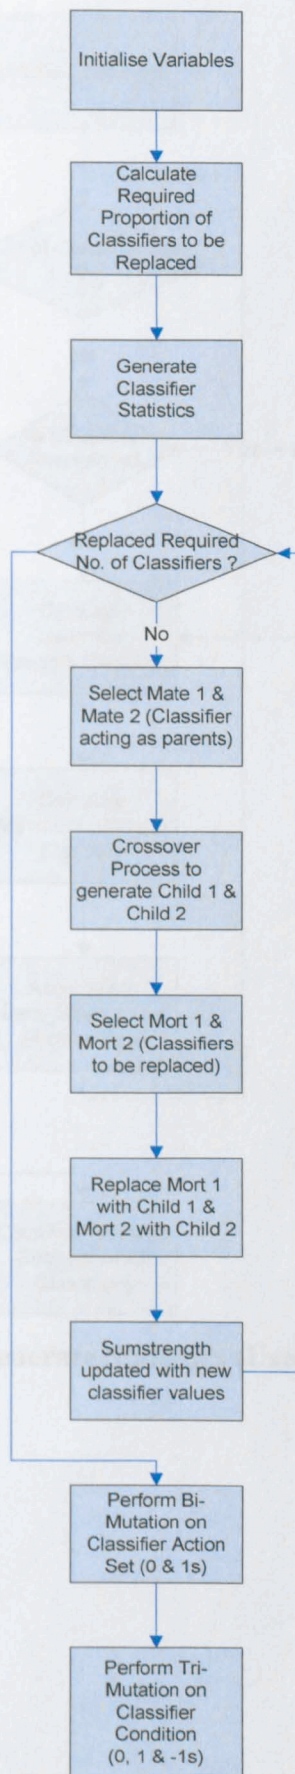 Initialise Variables
Calculate
Required
Proportion of
Classifiers to be
Replaced
Generate
Classifier
Statistics
Replaced Required
No. of Classifiers ?
No
Select Mate 1 &
Mate 2 (Classifier
acting as parents)
Crossover
Process to
generate Child 1 &
Child 2
Select Mort 1 &
Mort 2 (Classifiers
to be replaced)
Replace Mort 1
with Child 1 &
Mort 2 with Child 2
Sumstrength
updated with new
classifier values
Perform Bi-
Mutation on
Classifier Action
Set (0 & 1s)
Perform Tri-
Mutation on
Classifier
Condition
(0, 1 & -1s)